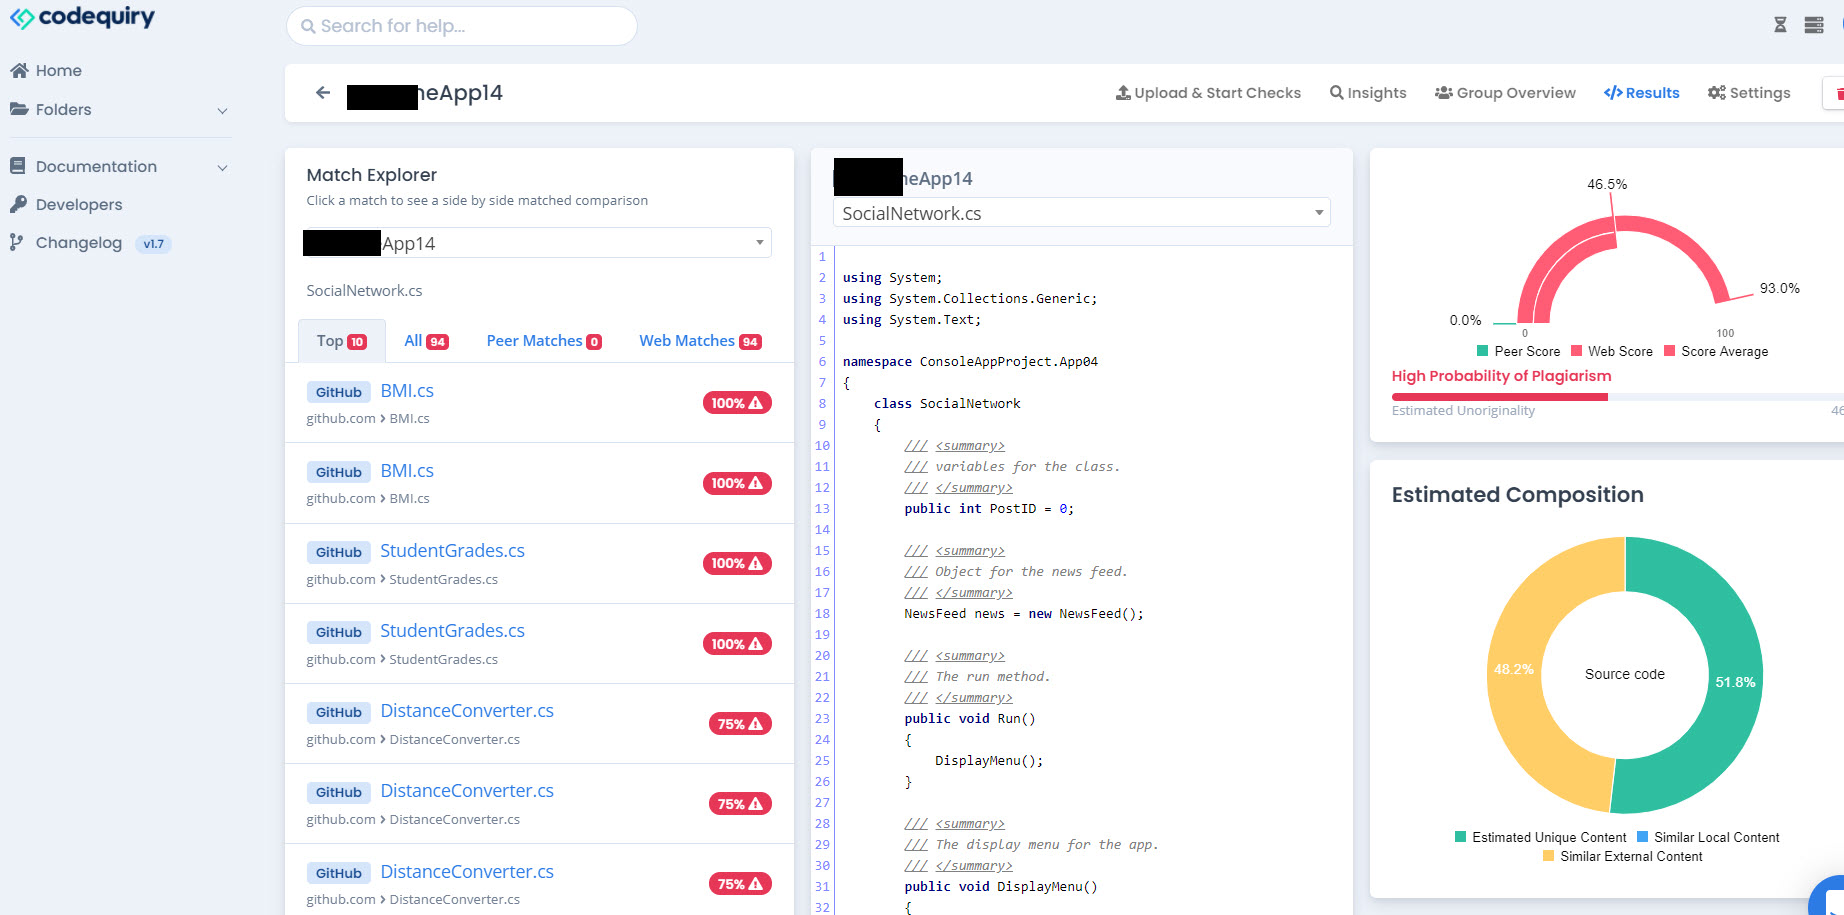 codequiry
Search for help...
Home
Folders
Documentation
Developers
Changelog v1.7
neApp14
Upload & Start Checks Insights Group Overview Results Settings
Match Explorer
Click a match to see a side by side matched comparison
App14
SocialNetwork.cs
Top 10 All 94 Peer Matches 0 Web Matches 94
GitHub BMI.cs
100%
github.com > BMI.cs
GitHub BMI.cs
100%
github.com > BMI.cs
GitHub StudentGrades.cs
100%
github.com > StudentGrades.cs
GitHub StudentGrades.cs
100%
github.com > StudentGrades.cs
GitHub DistanceConverter.cs
75%
github.com > DistanceConverter.cs
GitHub DistanceConverter.cs
75%
github.com > DistanceConverter.cs
GitHub DistanceConverter.cs
75%
github.com > DistanceConverter.cs
neApp14
SocialNetwork.cs
1
2 using System;
3 using System.Collections.Generic;
4 using System.Text;
5
6 namespace ConsoleAppProject.App04
7 {
8 class SocialNetwork
9 {
10 /// <summary>
11 /// variables for the class.
12 /// </summary>
13 public int PostID = 0;
14
15 /// <summary>
16 /// Object for the news feed.
17 /// </summary>
18 NewsFeed news = new NewsFeed();
19
20 /// <summary>
21 /// The run method.
22 /// </summary>
23 public void Run()
24 {
25 DisplayMenu();
26 }
27
28 /// <summary>
29 /// The display menu for the app.
30 /// </summary>
31 public void DisplayMenu()
32 {
46.5%
93.0%
0.0%
0 100
Peer Score Web Score Score Average
High Probability of Plagiarism
Estimated Unoriginality 46
Estimated Composition
48.2% Source code 51.8%
Estimated Unique Content Similar Local Content
Similar External Content